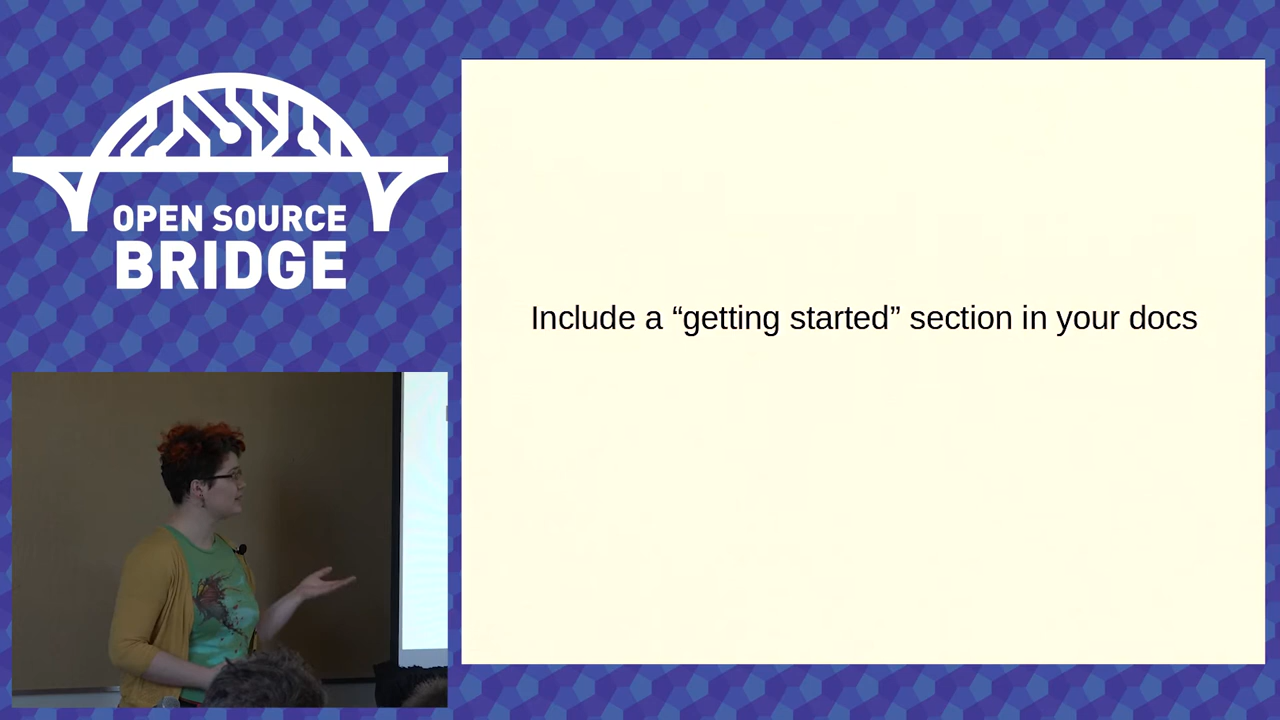 OPEN SOURCE
BRIDGE
Include a “getting started” section in your docs